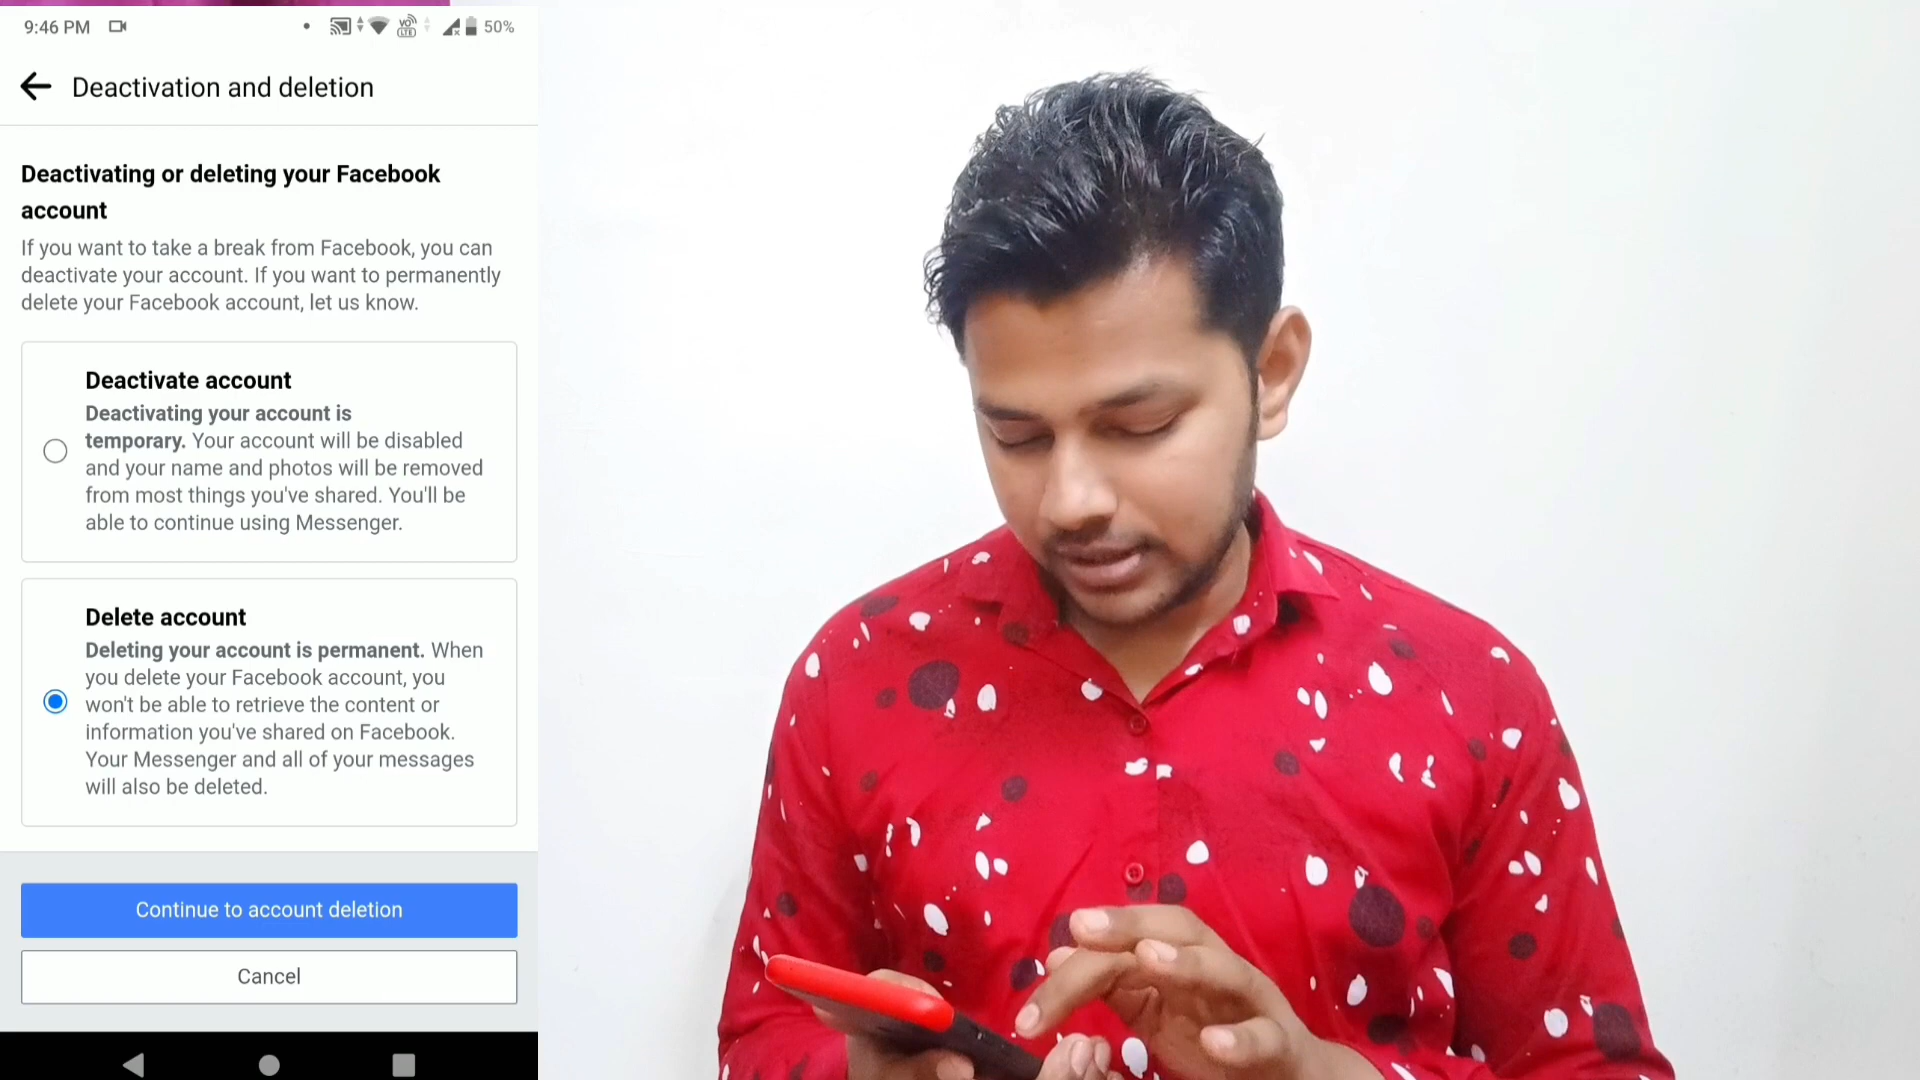 9:46 PM
VO
LTE
50%
Deactivation and deletion
Deactivating or deleting your Facebook
account
If you want to take a break from Facebook, you can
deactivate your account. If you want to permanently
delete your Facebook account, let us know.
Deactivate account
Deactivating your account is
temporary. Your account will be disabled
and your name and photos will be removed
from most things you've shared. You'll be
able to continue using Messenger.
Delete account
Deleting your account is permanent. When
you delete your Facebook account, you
won't be able to retrieve the content or
information you've shared on Facebook.
Your Messenger and all of your messages
will also be deleted.
Continue to account deletion
Cancel